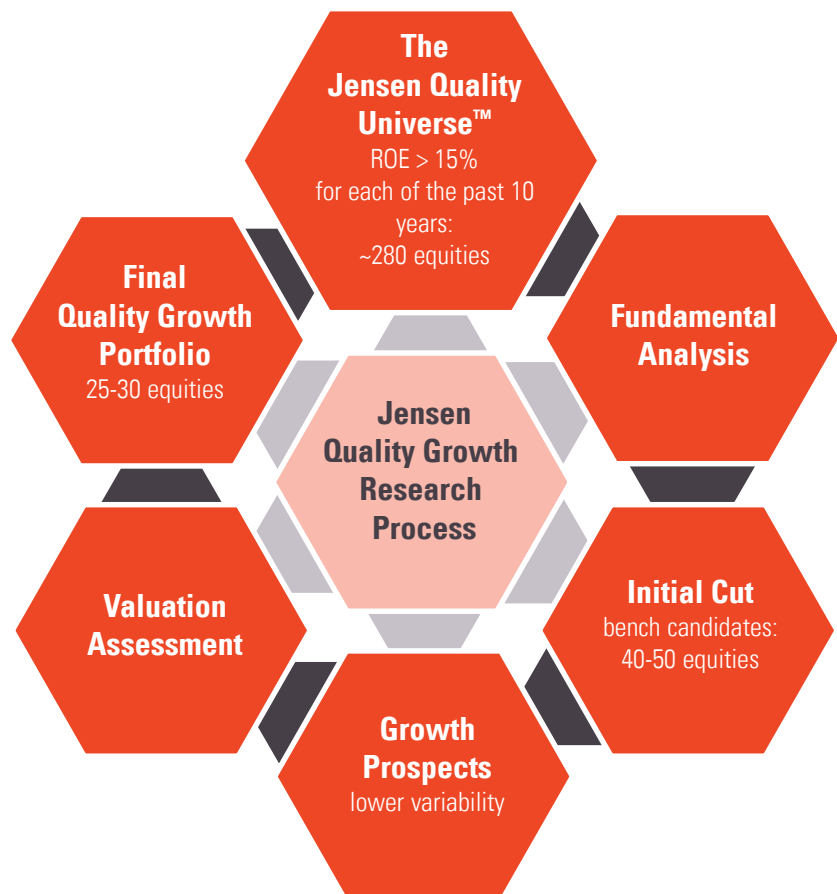 The
Jensen Quality
Universe™
ROE > 15%
for each of the past 10
years:
~280 equities
Fundamental
Analysis
Initial Cut
bench candidates:
40-50 equities
Growth
Prospects
lower variability
Valuation
Assessment
Final
Quality Growth
Portfolio
25-30 equities
Jensen
Quality Growth
Research
Process